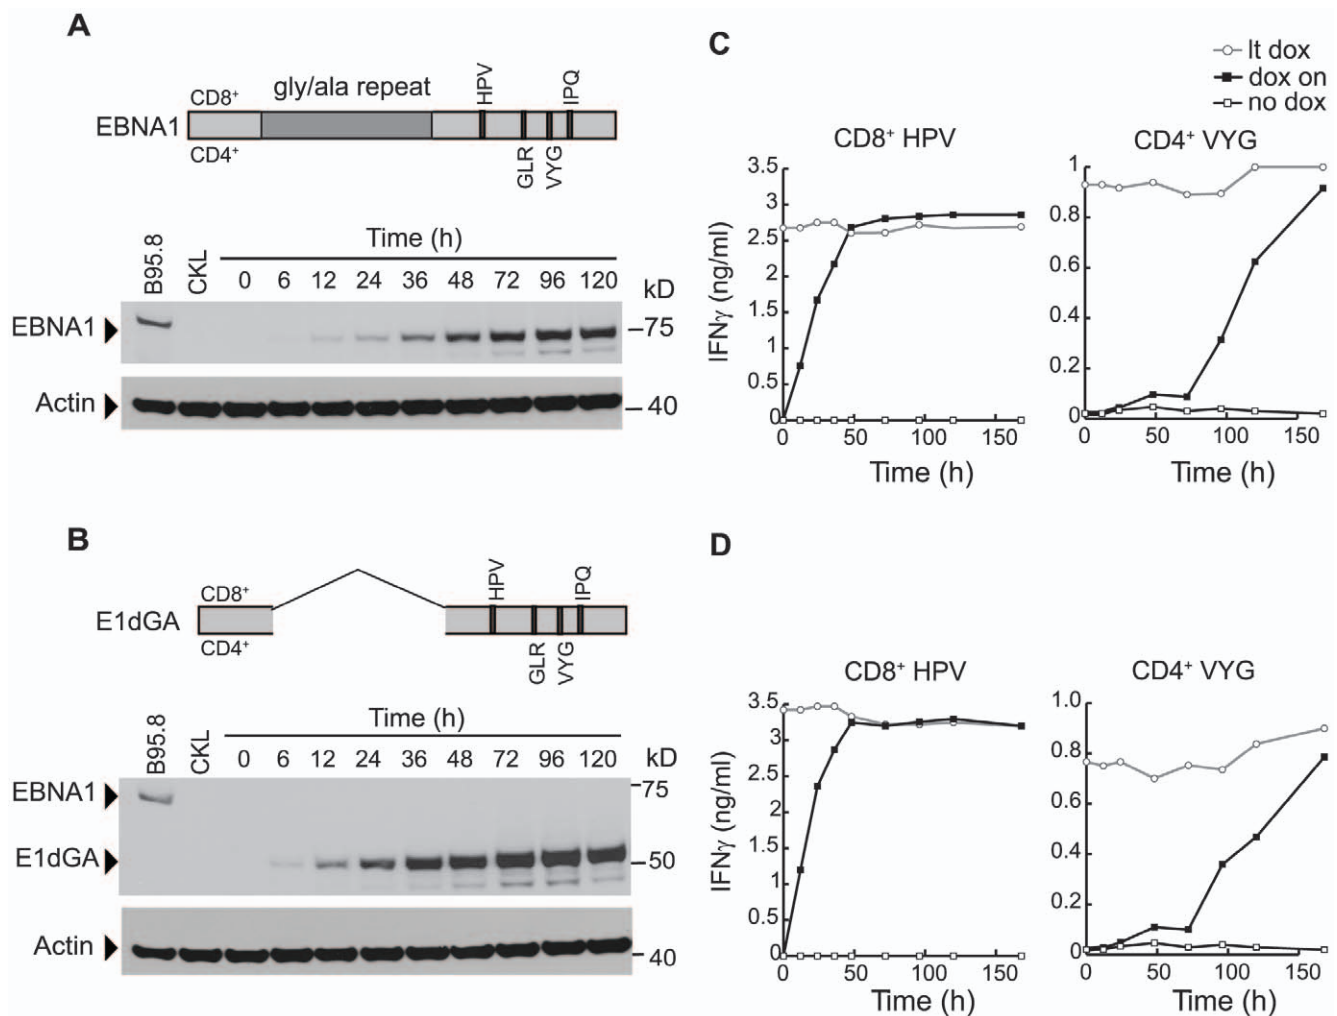 A
gly/ala repeat
CD8⁺
HPV
IPQ
EBNA1
CD4⁺
GLR
VYG
Time (h)
B95.8 CKL 0 6 12 24 36 48 72 96 120 kD
EBNA1 –75
Actin – 40
B
CD8⁺
HPV
IPQ
E1dGA
CD4⁺
GLR
VYG
Time (h)
B95.8 CKL 0 6 12 24 36 48 72 96 120 kD
EBNA1 –75
E1dGA –50
Actin – 40
C
lt dox
dox on
no dox
CD8⁺ HPV
IFNγ (ng/ml)
3.5
3
2.5
2
1.5
1
0.5
0
0 50 100 150
Time (h)
CD4⁺ VYG
1
0.8
0.6
0.4
0.2
0
0 50 100 150
Time (h)
D
CD8⁺ HPV
IFNγ (ng/ml)
3.5
3
2.5
2
1.5
1
0.5
0
0 50 100 150
Time (h)
CD4⁺ VYG
1.0
0.8
0.6
0.4
0.2
0
0 50 100 150
Time (h)